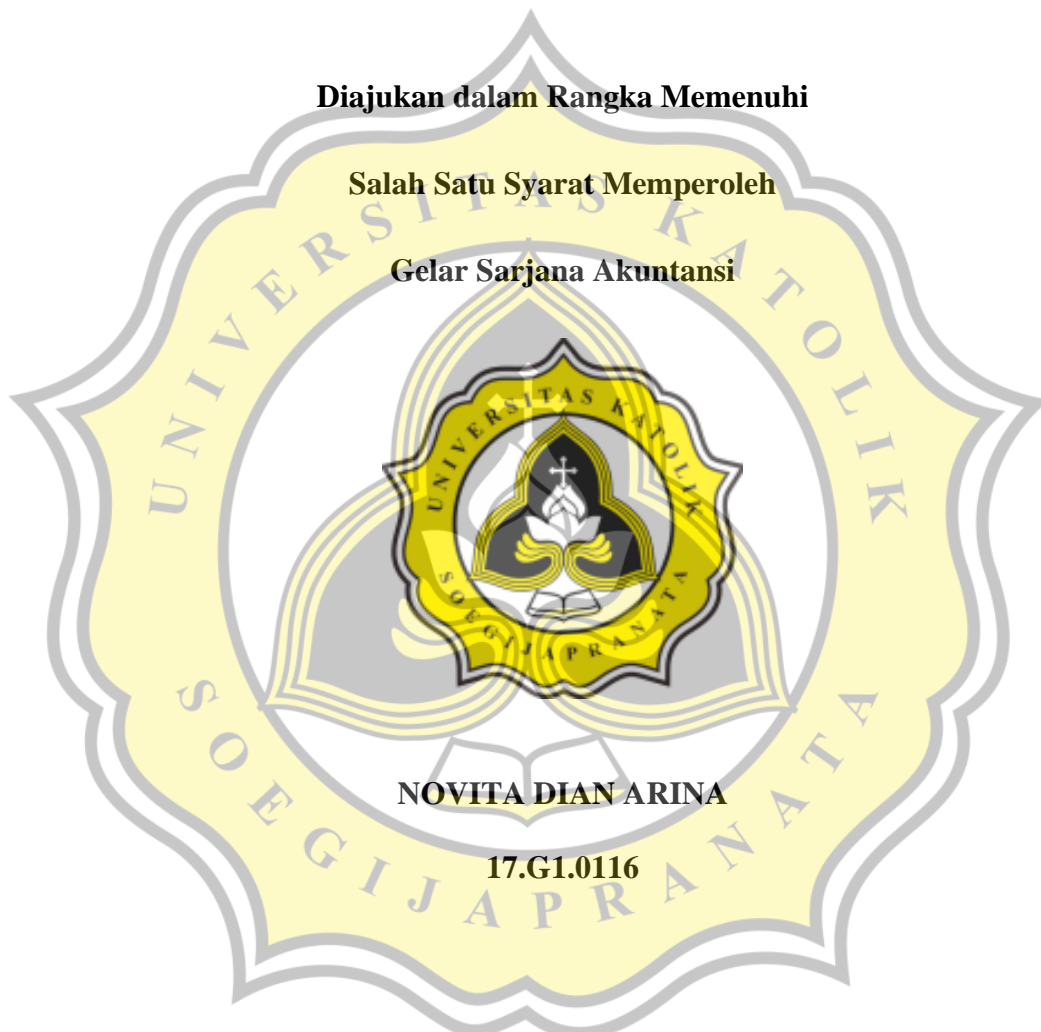 Diajukan dalam Rangka Memenuhi
Salah Satu Syarat Memperoleh
Gelar Sarjana Akuntansi
UNIVERSITAS KATOLIK
SOEGIJAPRANATA
UNIVERSITAS KATOLIK
SOEGIJAPRANATA
NOVITA DIAN ARINA
17.G1.0116